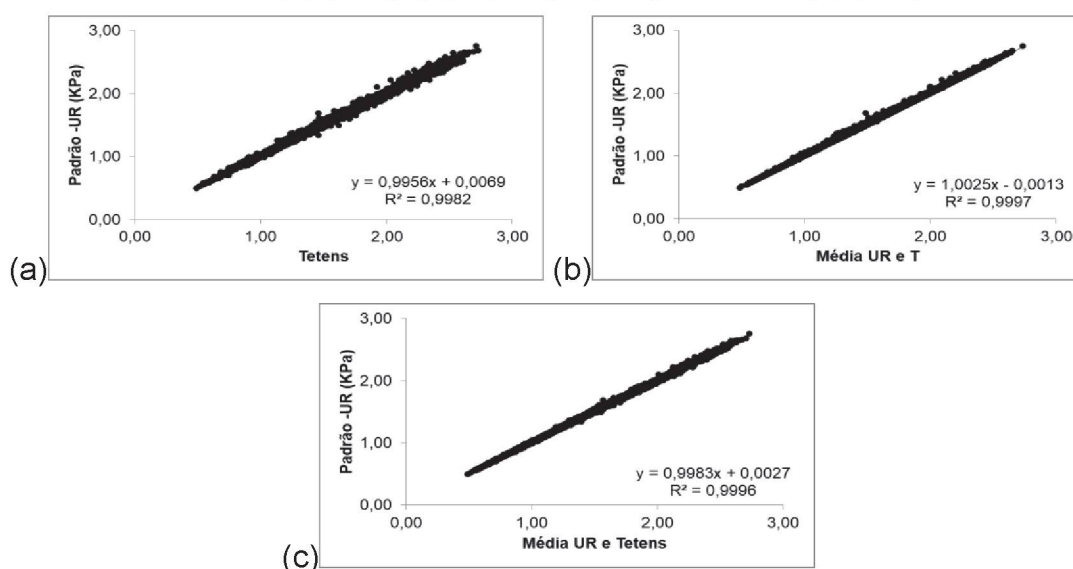 3,00
2,00
1,00
0,00
Padrão -UR (KPa)
y = 0,9956x + 0,0069
R² = 0,9982
0,00 1,00 2,00 3,00
Tetens
(a)
3,00
2,00
1,00
0,00
Padrão -UR (KPa)
y = 1,0025x - 0,0013
R² = 0,9997
0,00 1,00 2,00 3,00
Média UR e T
(b)
3,00
2,00
1,00
0,00
Padrão -UR (KPa)
y = 0,9983x + 0,0027
R² = 0,9996
0,00 1,00 2,00 3,00
Média UR e Tetens
(c)